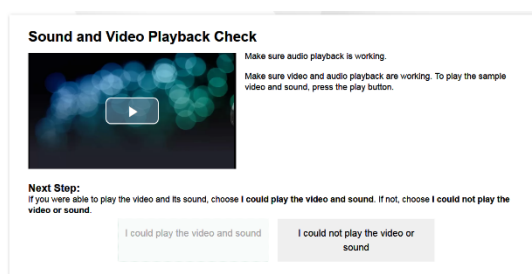 Sound and Video Playback Check
Make sure audio playback is working.
Make sure video and audio playback are working. To play the sample
video and sound, press the play button.
Next Step:
If you were able to play the video and its sound, choose I could play the video and sound. If not, choose I could not play the
video or sound.
I could play the video and sound
I could not play the video or
sound